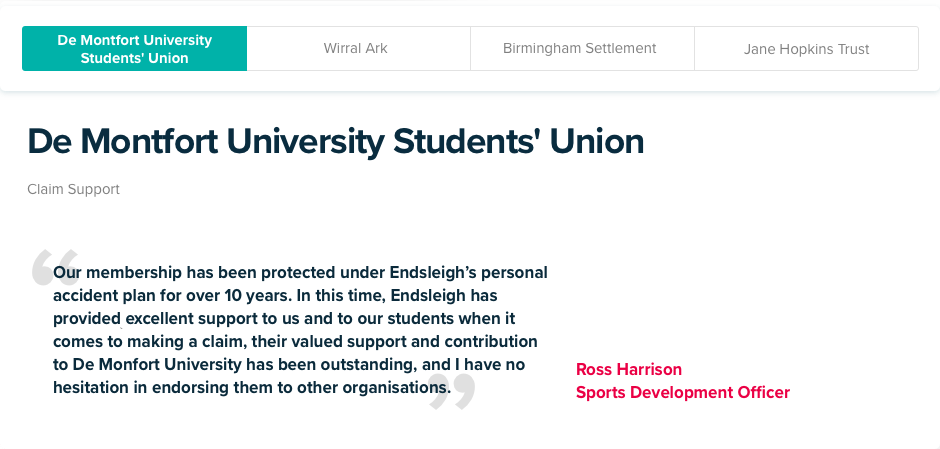 De Montfort University
Students' Union
Wirral Ark
Birmingham Settlement
Jane Hopkins Trust
De Montfort University Students' Union
Claim Support
“
Our membership has been protected under Endsleigh’s personal
accident plan for over 10 years. In this time, Endsleigh has
provided excellent support to us and to our students when it
comes to making a claim, their valued support and contribution
to De Monfort University has been outstanding, and I have no
hesitation in endorsing them to other organisations.
”
Ross Harrison
Sports Development Officer